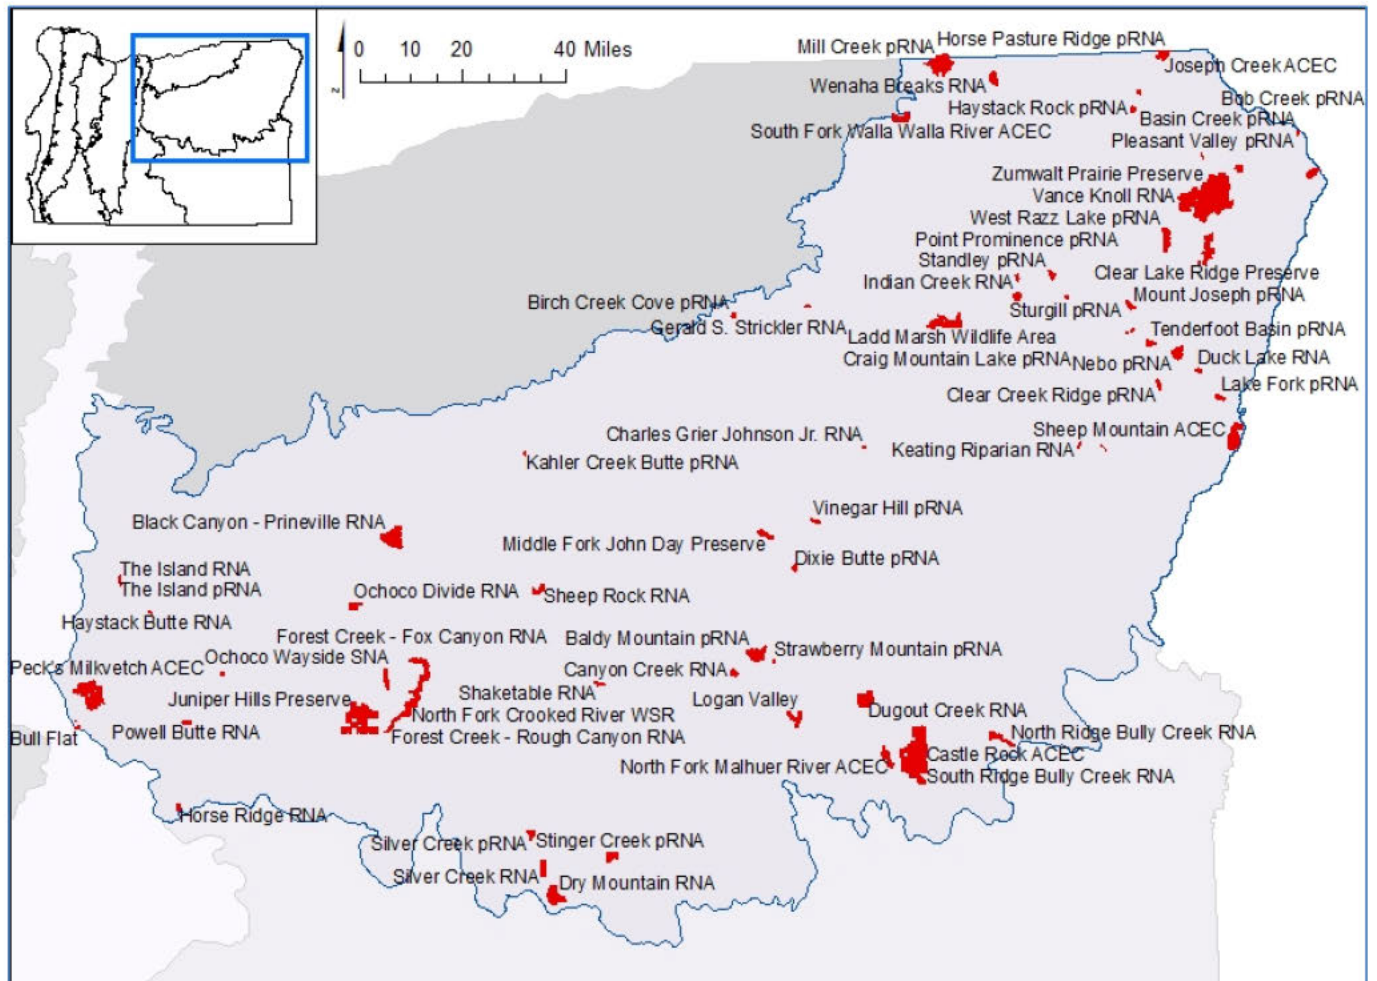 0 10 20 40 Miles
z
Mill Creek pRNA
Horse Pasture Ridge pRNA
Joseph Creek ACEC
Wenaha Breaks RNA
Bob Creek pRNA
Haystack Rock pRNA
Basin Creek pRNA
South Fork Walla Walla River ACEC
Pleasant Valley pRNA
Zumwalt Prairie Preserve
Vance Knoll RNA
West Razz Lake pRNA
Point Prominence pRNA
Standley pRNA
Clear Lake Ridge Preserve
Indian Creek RNA
Mount Joseph pRNA
Birch Creek Cove pRNA
Sturgill pRNA
Gerald S. Strickler RNA
Ladd Marsh Wildlife Area
Tenderfoot Basin pRNA
Craig Mountain Lake pRNA
Nebo pRNA
Duck Lake RNA
Clear Creek Ridge pRNA
Lake Fork pRNA
Charles Grier Johnson Jr. RNA
Sheep Mountain ACEC
Keating Riparian RNA
Kahler Creek Butte pRNA
Vinegar Hill pRNA
Black Canyon - Prineville RNA
Middle Fork John Day Preserve
Dixie Butte pRNA
The Island RNA
The Island pRNA
Ochoco Divide RNA
Sheep Rock RNA
Haystack Butte RNA
Forest Creek - Fox Canyon RNA
Baldy Mountain pRNA
Strawberry Mountain pRNA
Peck's Milkvetch ACEC
Ochoco Wayside SNA
Canyon Creek RNA
Juniper Hills Preserve
Shaketable RNA
Logan Valley
Dugout Creek RNA
North Fork Crooked River WSR
Bull Flat
Powell Butte RNA
Forest Creek - Rough Canyon RNA
North Ridge Bully Creek RNA
Castle Rock ACEC
North Fork Malhuer River ACEC
South Ridge Bully Creek RNA
Horse Ridge RNA
Silver Creek pRNA
Stinger Creek pRNA
Silver Creek RNA
Dry Mountain RNA